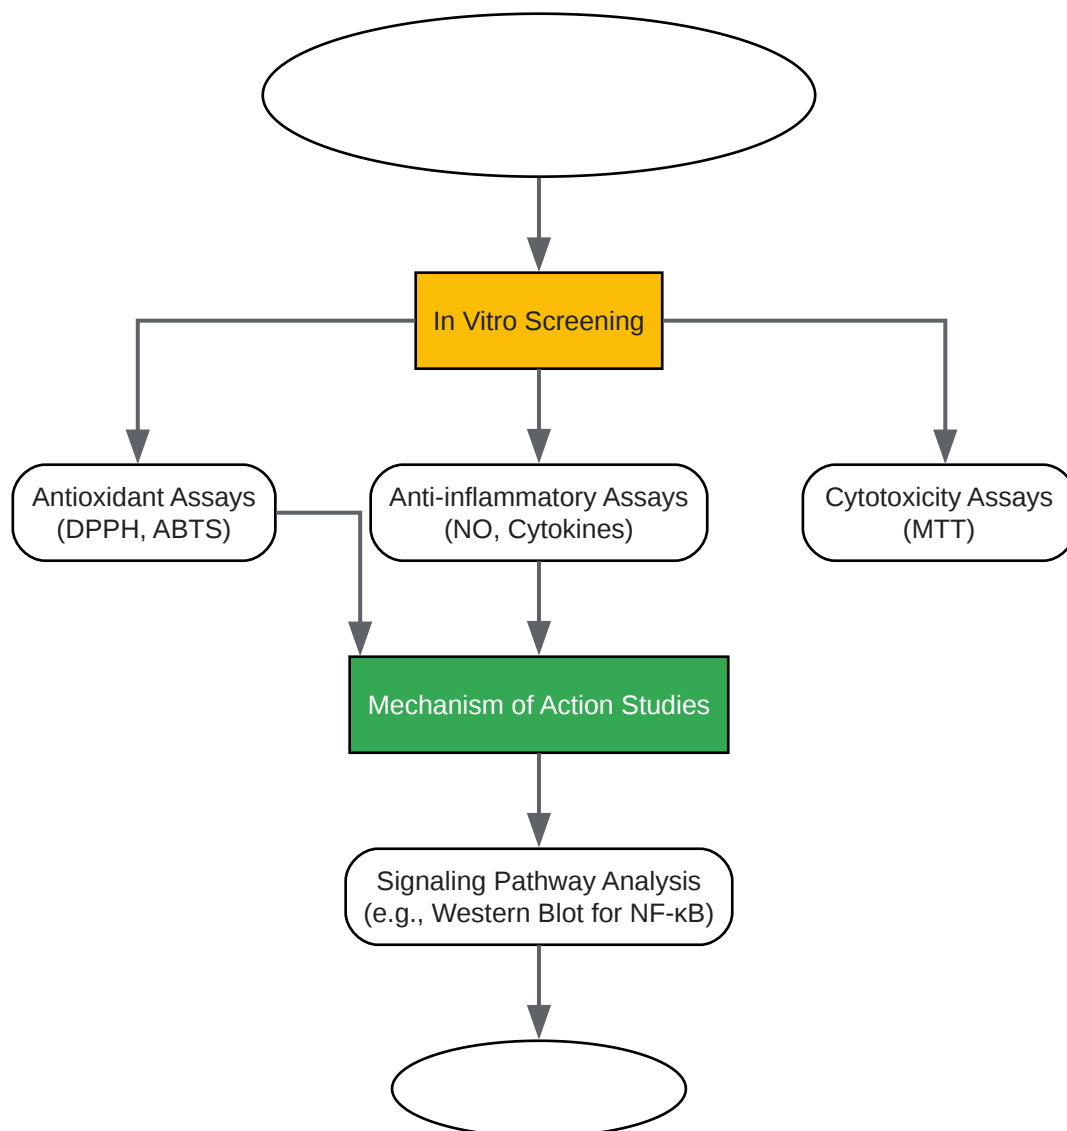 In Vitro Screening
Antioxidant Assays
(DPPH, ABTS)
Anti-inflammatory Assays
(NO, Cytokines)
Cytotoxicity Assays
(MTT)
Mechanism of Action Studies
Signaling Pathway Analysis
(e.g., Western Blot for NF-κB)